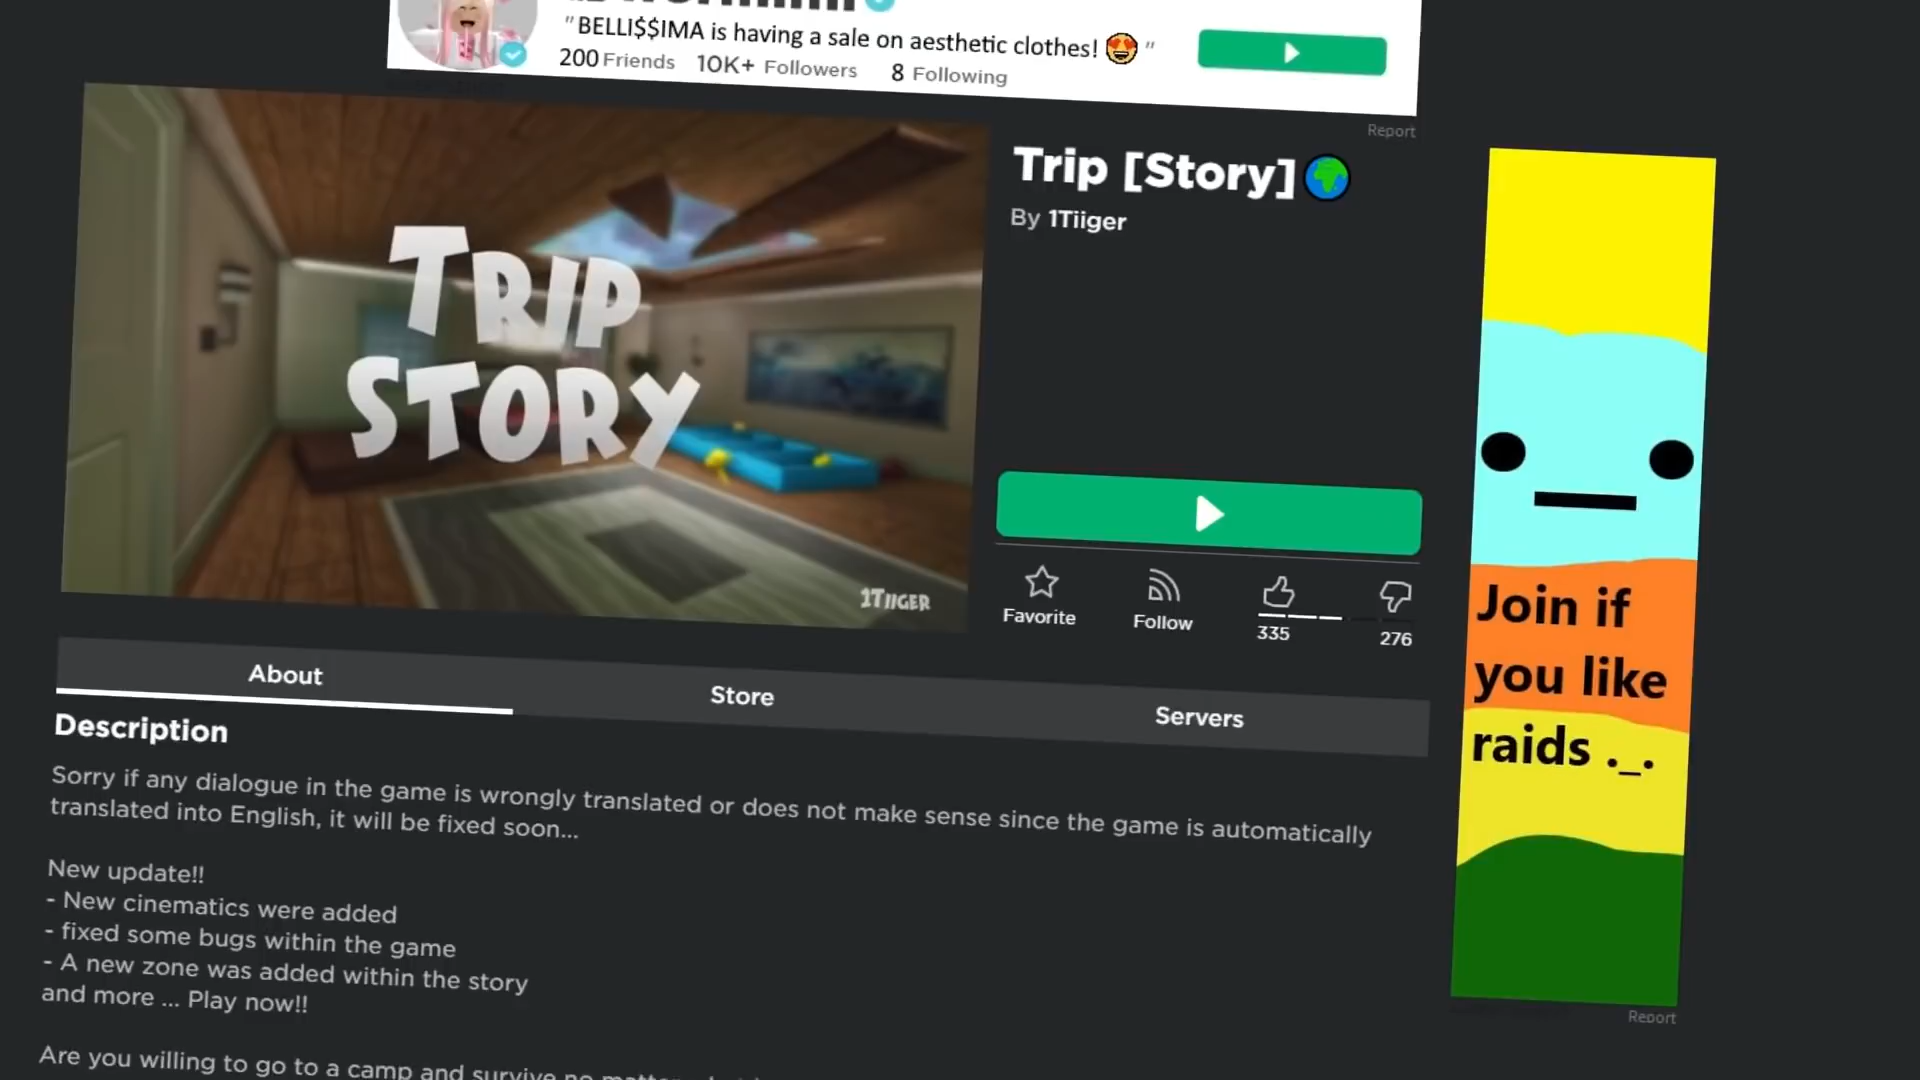 "BELLI$$IMA is having a sale on aesthetic clothes! 😍 "
200 Friends 10K+ Followers 8 Following
Report
TRIP
STORY
1TIIGER
Trip [Story]🌍
By 1Tiiger
Favorite
Follow
335
276
Join if
you like
raids ._.
Report
About
Store
Servers
Description
Sorry if any dialogue in the game is wrongly translated or does not make sense since the game is automatically
translated into English, it will be fixed soon...
New update!!
- New cinematics were added
- fixed some bugs within the game
- A new zone was added within the story
and more ... Play now!!
Are you willing to go to a camp and survive no